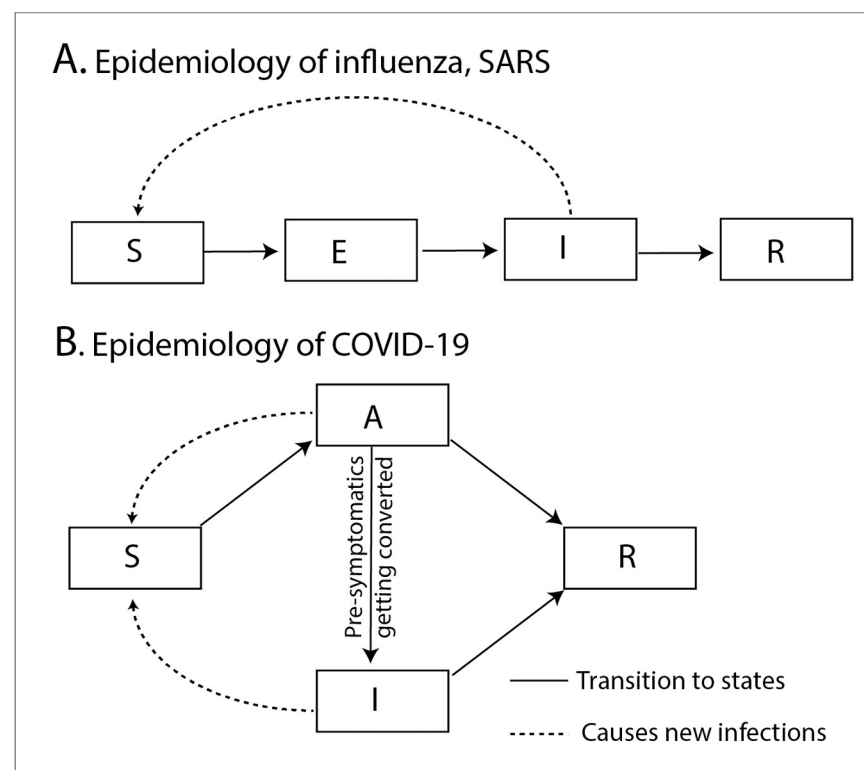 A. Epidemiology of influenza, SARS
S
E
I
R
B. Epidemiology of COVID-19
A
Pre-symptomatics
getting converted
S
R
I
Transition to states
Causes new infections